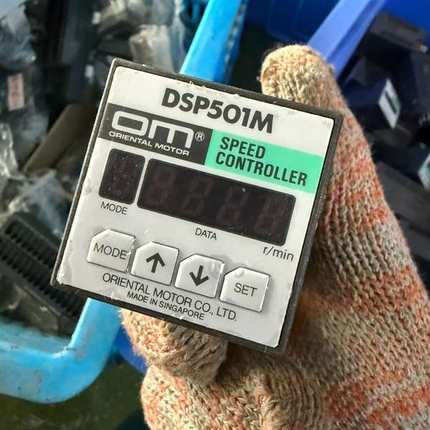 DSP501M
OM®
ORIENTAL MOTOR
SPEED
CONTROLLER
MODE
DATA
r/min
MODE
SET
ORIENTAL MOTOR CO., LTD.
MADE IN SINGAPORE